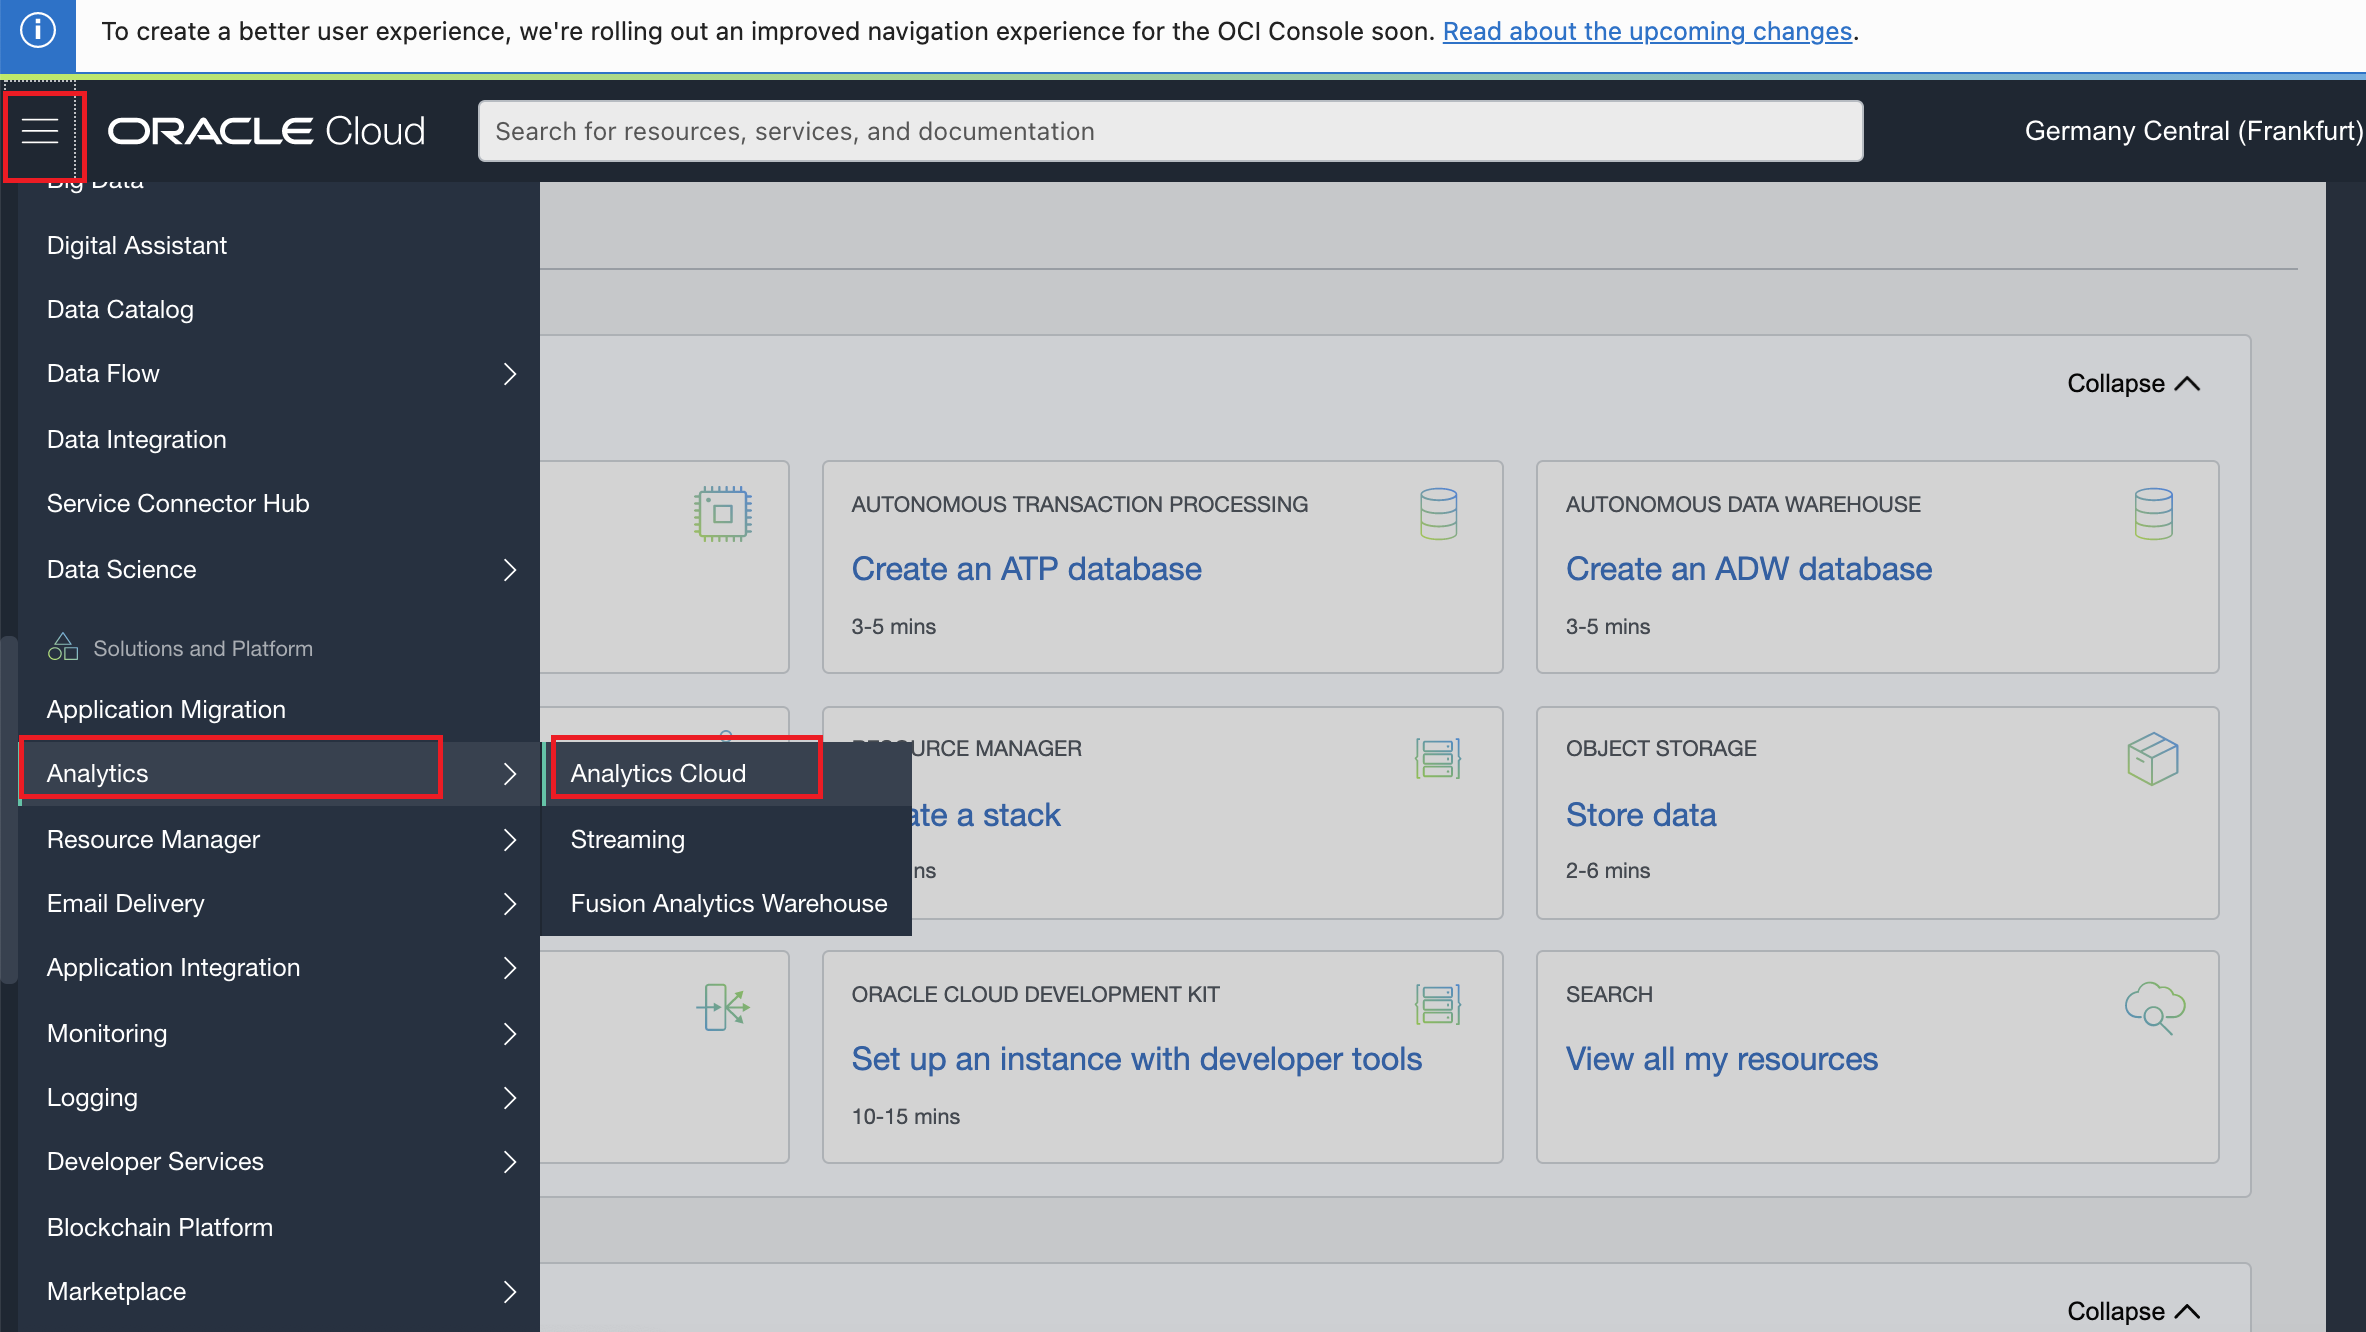 To create a better user experience, we're rolling out an improved navigation experience for the OCI Console soon. Read about the upcoming changes.
ORACLE Cloud
Search for resources, services, and documentation
Germany Central (Frankfurt)
Big Data
Digital Assistant
Data Catalog
Data Flow
Data Integration
Service Connector Hub
Data Science
Solutions and Platform
Application Migration
Analytics
Resource Manager
Email Delivery
Application Integration
Monitoring
Logging
Developer Services
Blockchain Platform
Marketplace
Analytics Cloud
Streaming
Fusion Analytics Warehouse
Collapse
AUTONOMOUS TRANSACTION PROCESSING
Create an ATP database
3-5 mins
AUTONOMOUS DATA WAREHOUSE
Create an ADW database
3-5 mins
RESOURCE MANAGER
ate a stack
ns
OBJECT STORAGE
Store data
2-6 mins
ORACLE CLOUD DEVELOPMENT KIT
Set up an instance with developer tools
10-15 mins
SEARCH
View all my resources
Collapse